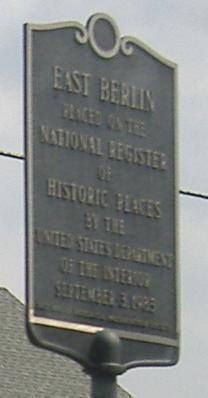 EAST BERLIN
PLACED ON THE
NATIONAL REGISTER
OF
HISTORIC PLACES
BY THE
UNITED STATES DEPARTMENT
OF THE INTERIOR
SEPTEMBER 3, 1985